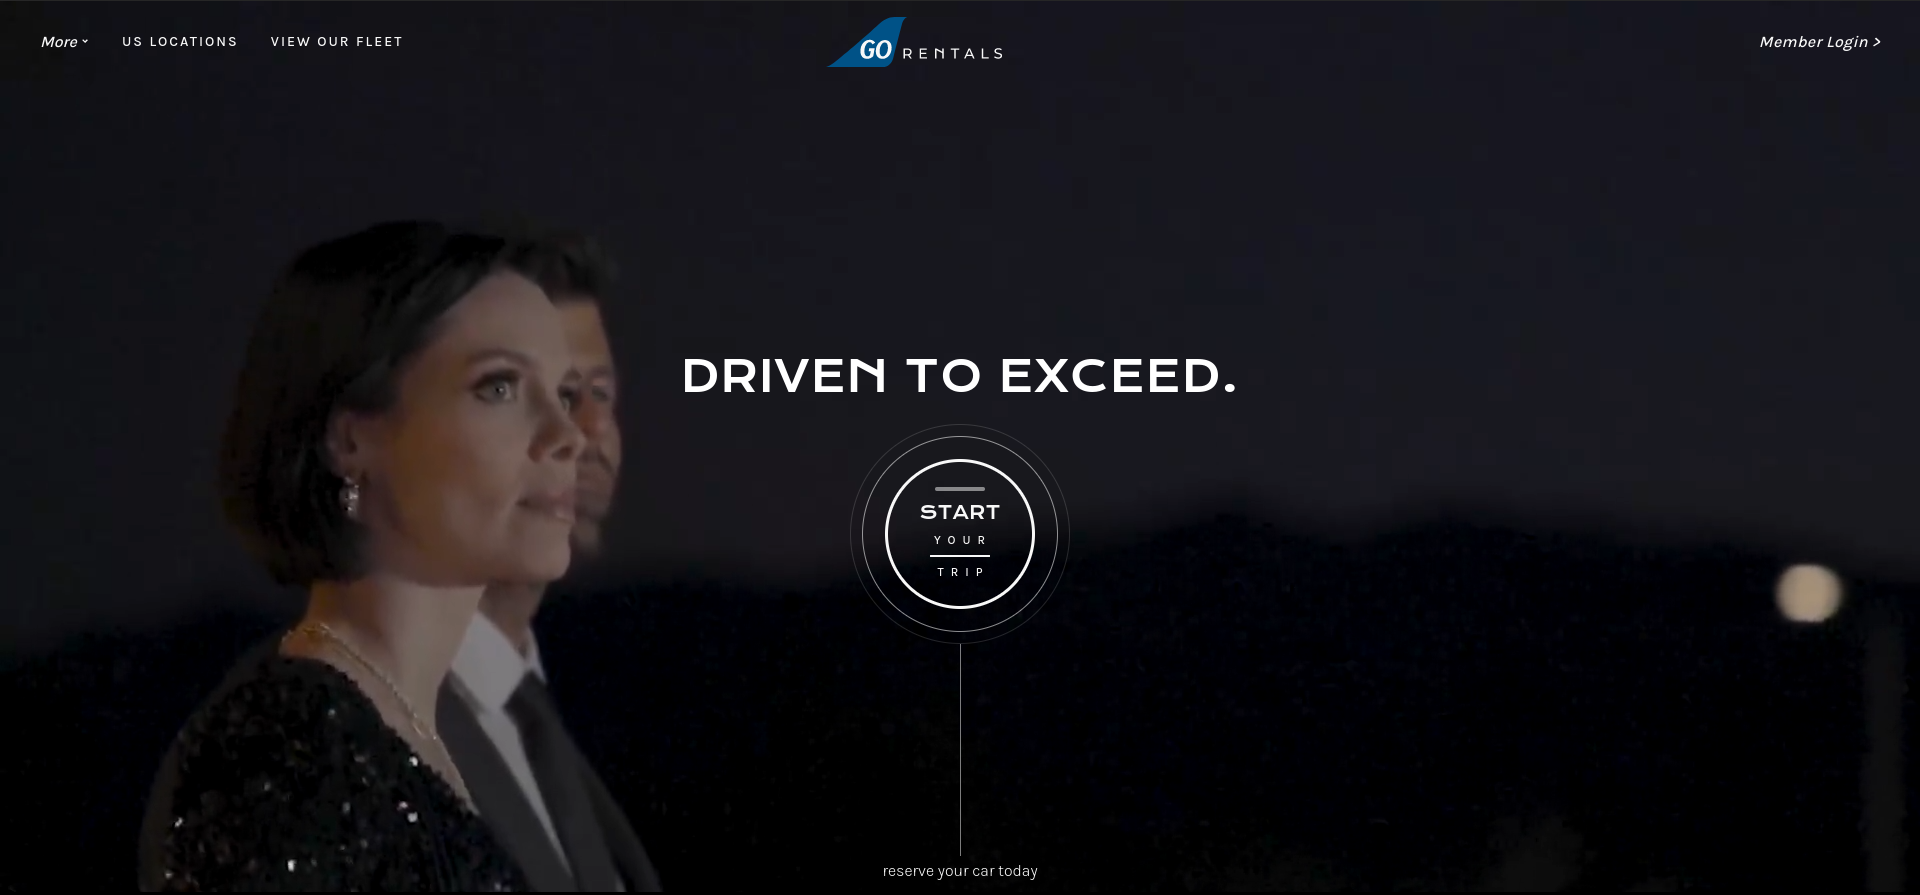 More
US LOCATIONS
VIEW OUR FLEET
GO RENTALS
Member Login >
DRIVEN TO EXCEED.
START
YOUR
TRIP
reserve your car today